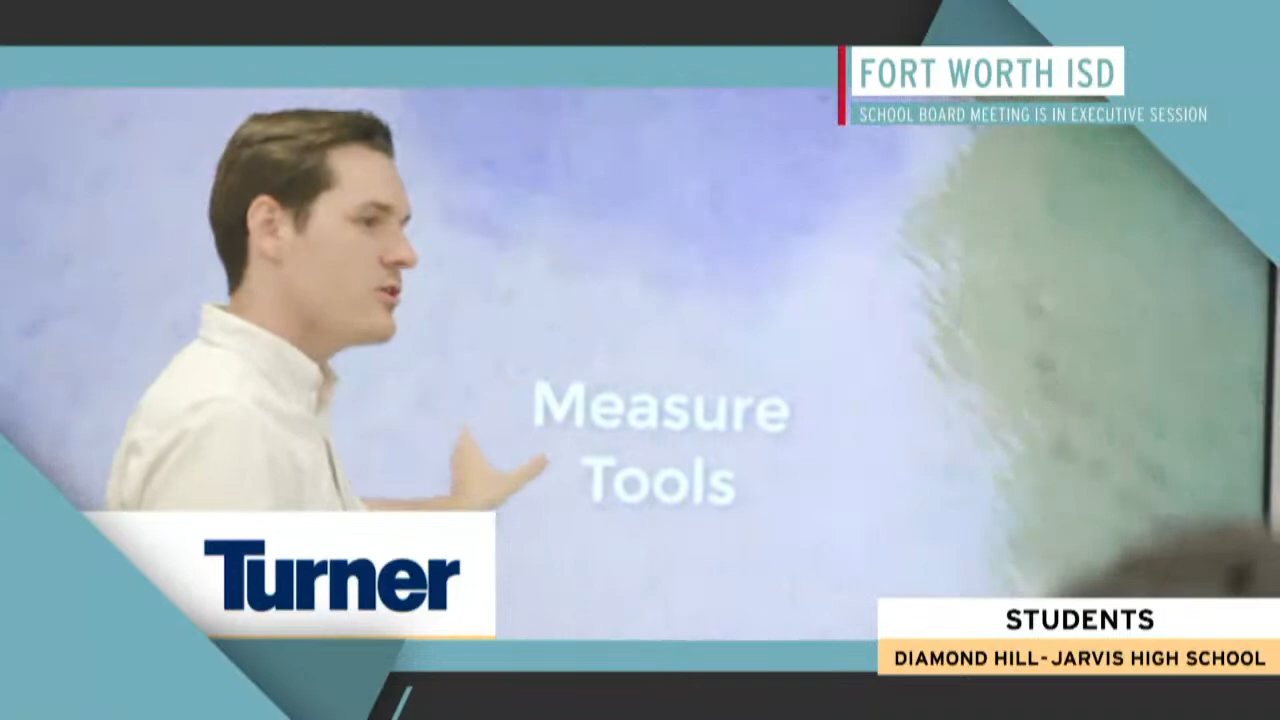 FORT WORTH ISD
SCHOOL BOARD MEETING IS IN EXECUTIVE SESSION
Measure
Tools
Turner
STUDENTS
DIAMOND HILL-JARVIS HIGH SCHOOL